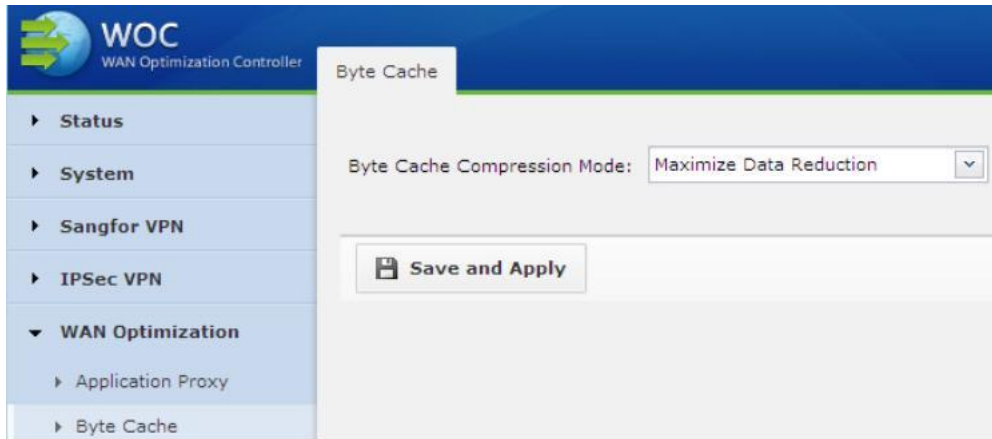 WOC
WAN Optimization Controller
Byte Cache
Status
System
Sangfor VPN
IPSec VPN
WAN Optimization
Application Proxy
Byte Cache
Byte Cache Compression Mode: Maximize Data Reduction
Save and Apply